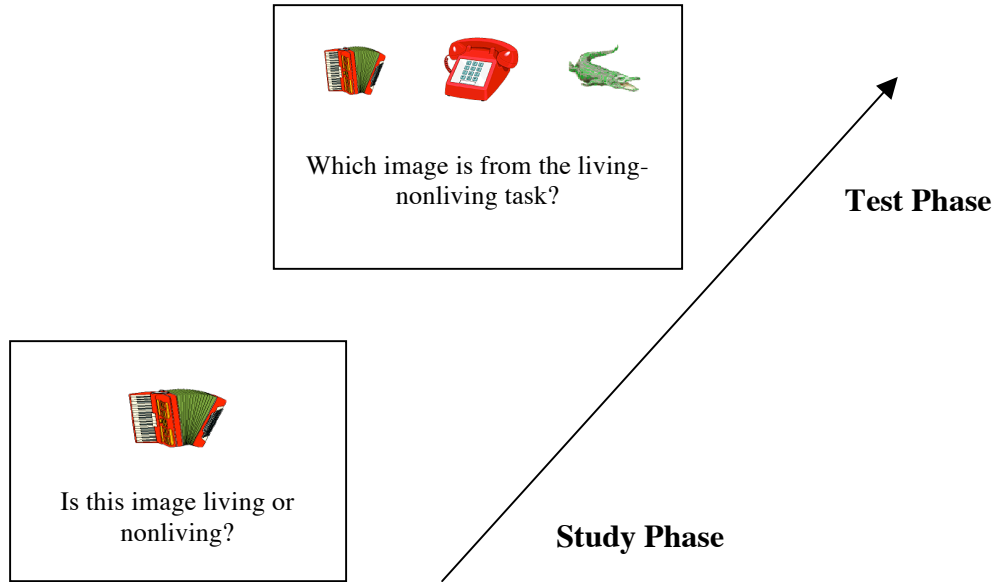 Which image is from the living-
nonliving task?
Test Phase
Is this image living or
nonliving?
Study Phase